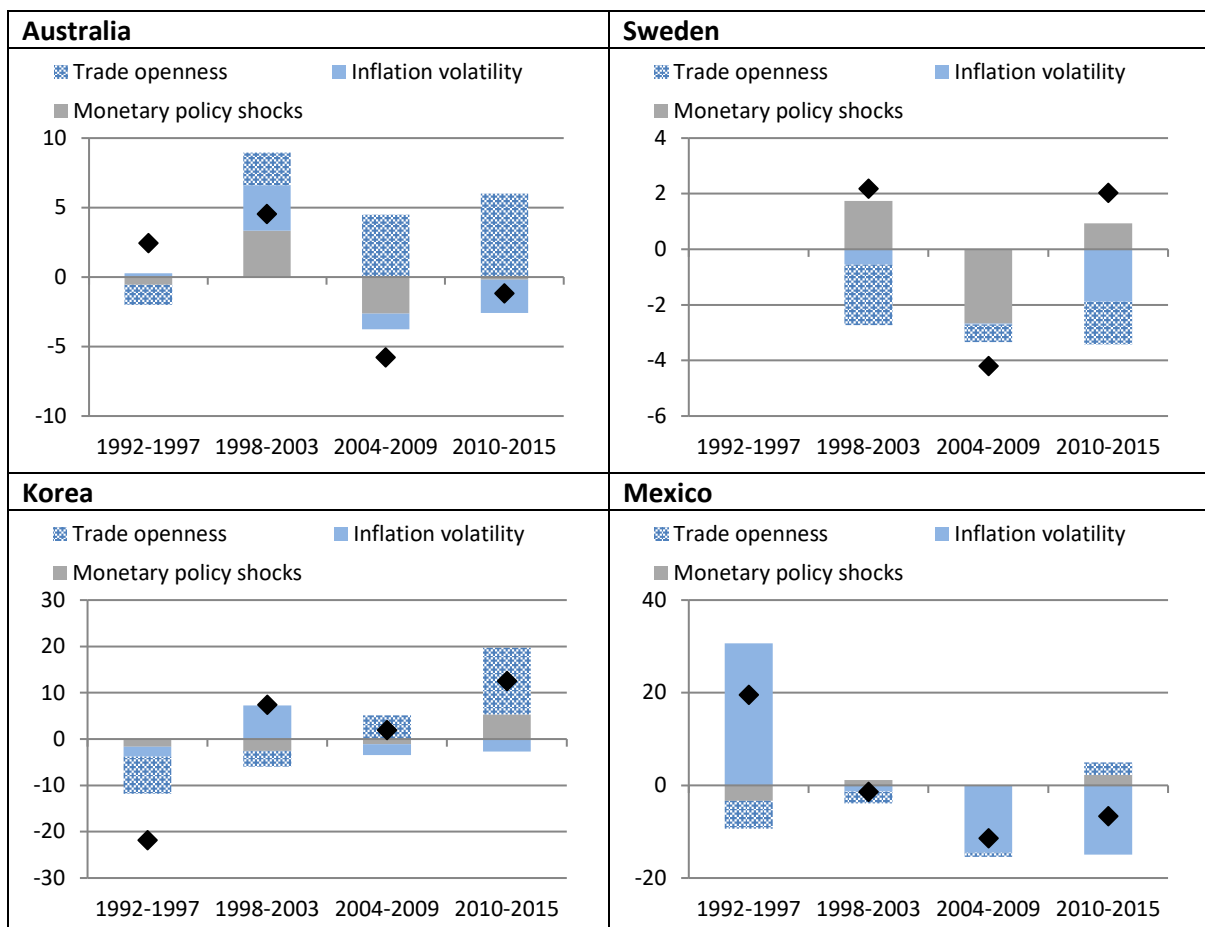 Australia
Trade openness Inflation volatility
Monetary policy shocks
10
5
0
-5
-10
1992-1997 1998-2003 2004-2009 2010-2015
Sweden
Trade openness Inflation volatility
Monetary policy shocks
4
2
0
-2
-4
-6
1992-1997 1998-2003 2004-2009 2010-2015
Korea
Trade openness Inflation volatility
Monetary policy shocks
30
20
10
0
-10
-20
-30
1992-1997 1998-2003 2004-2009 2010-2015
Mexico
Trade openness Inflation volatility
Monetary policy shocks
40
20
0
-20
1992-1997 1998-2003 2004-2009 2010-2015